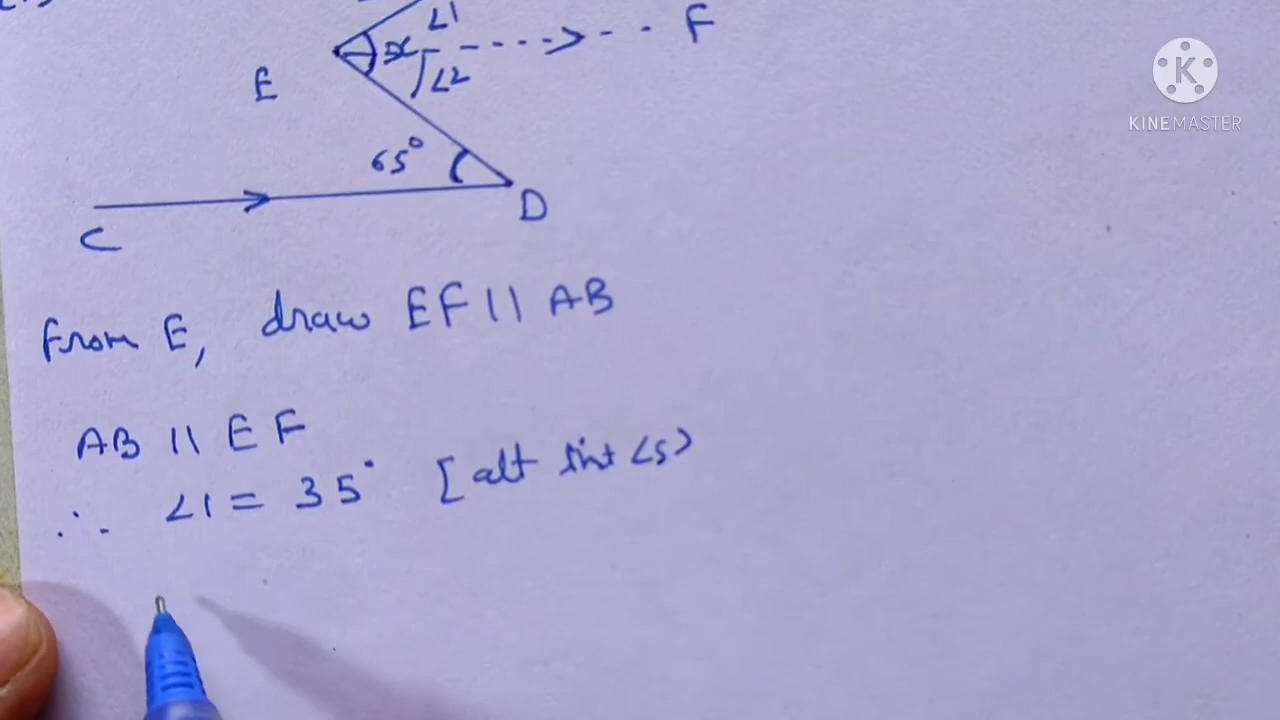 ∠1
x
F
E
∠2
65°
C
D
From E, draw EF || AB
AB || EF
∴ ∠1 = 35° [alt int ∠s]
K
KINEMASTER